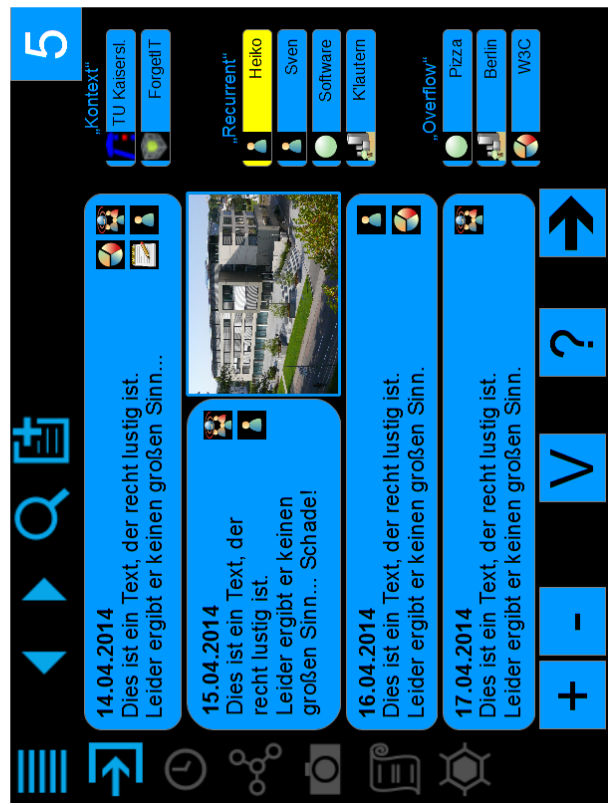 5
14.04.2014
Dies ist ein Text, der recht lustig ist.
Leider ergibt er keinen großen Sinn...
15.04.2014
Dies ist ein Text, der
recht lustig ist.
Leider ergibt er keinen
großen Sinn... Schade!
16.04.2014
Dies ist ein Text, der recht lustig ist.
Leider ergibt er keinen großen Sinn.
17.04.2014
Dies ist ein Text, der recht lustig ist.
Leider ergibt er keinen großen Sinn.
„Kontext“
TU Kaisersl.
ForgetIT
„Recurrent“
Heiko
Sven
Software
K'lautern
„Overflow“
Pizza
Berlin
W3C
+
-
V
?